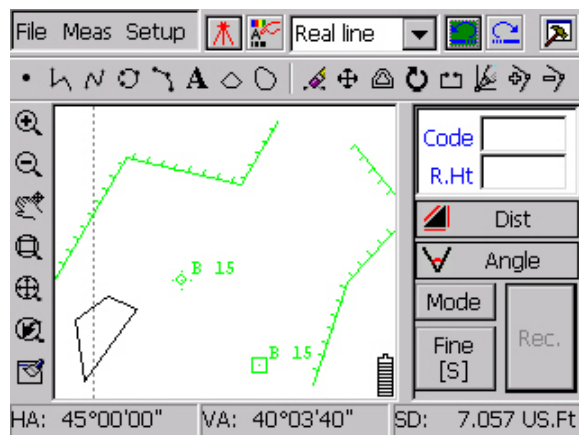 File Meas Setup Real line
A
Code
R.Ht
Dist
Angle
Mode
Fine
[S]
Rec.
B 15
B 15
HA: 45°00'00" VA: 40°03'40" SD: 7.057 US.Ft